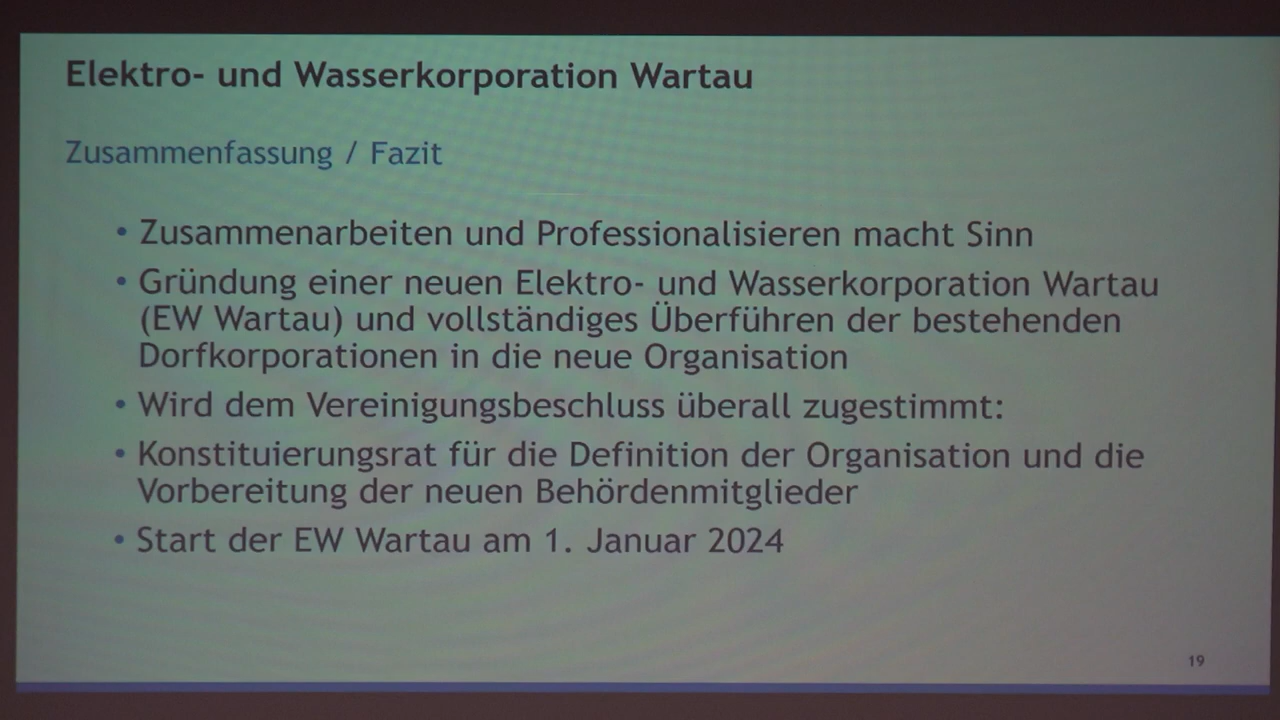 Elektro- und Wasserkorporation Wartau
Zusammenfassung / Fazit
• Zusammenarbeiten und Professionalisieren macht Sinn
• Gründung einer neuen Elektro- und Wasserkorporation Wartau
(EW Wartau) und vollständiges Überführen der bestehenden
Dorfkorporationen in die neue Organisation
• Wird dem Vereinigungsbeschluss überall zugestimmt:
• Konstituierungsrat für die Definition der Organisation und die
Vorbereitung der neuen Behördenmitglieder
• Start der EW Wartau am 1. Januar 2024
19